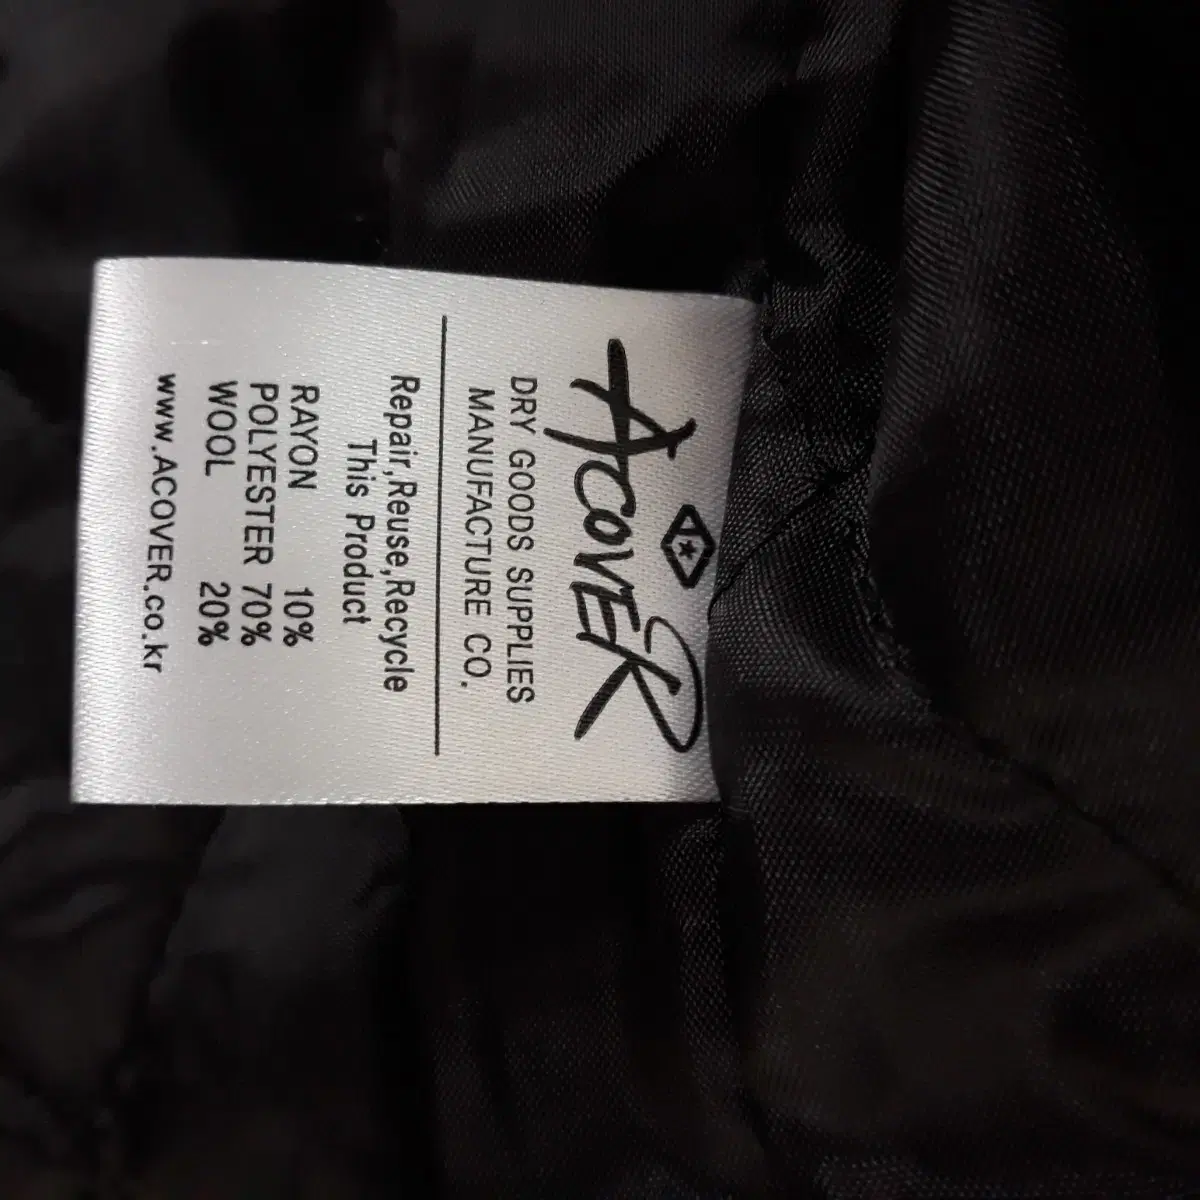 ACOVER
DRY GOODS SUPPLIES
MANUFACTURE CO.
Repair,Reuse,Recycle
This Product
RAYON 10%
POLYESTER 70%
WOOL 20%
www.ACOVER.co.kr